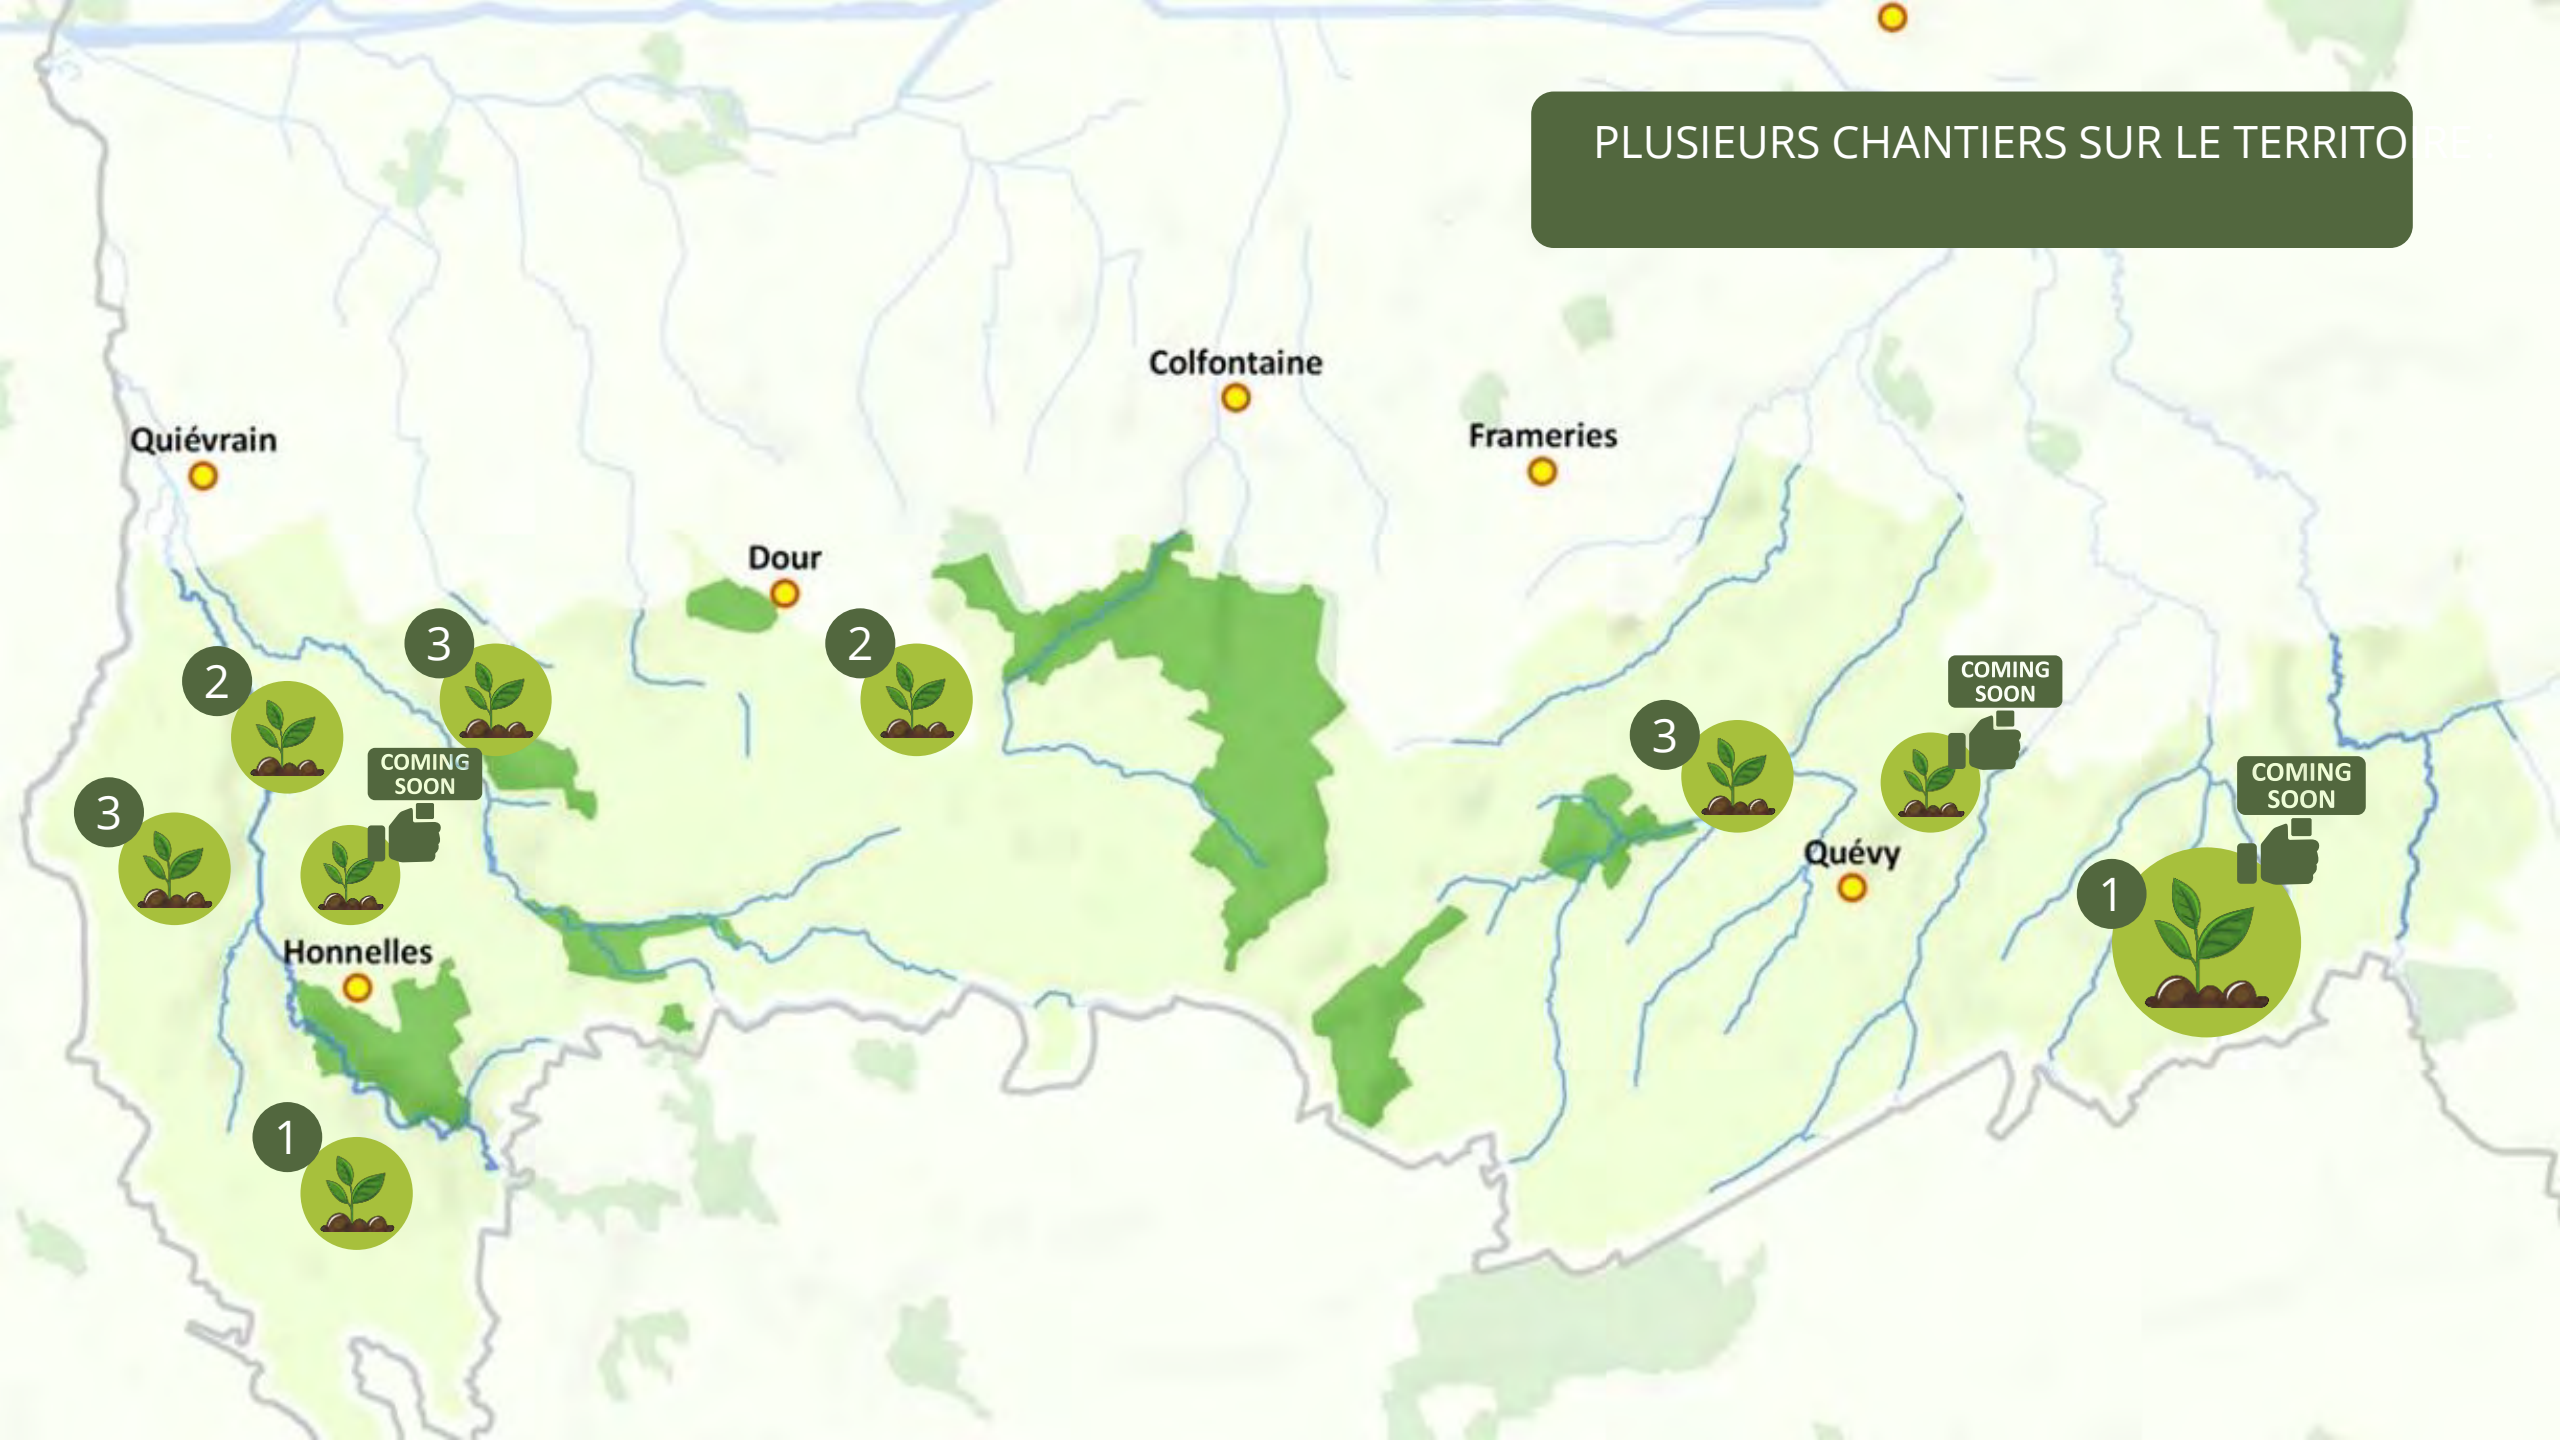 PLUSIEURS CHANTIERS SUR LE TERRITOIRE
Colfontaine
Quiévrain
Frameries
Dour
3
2
2
COMING
SOON
3
COMING
SOON
COMING
SOON
3
Quévy
1
Honnelles
1